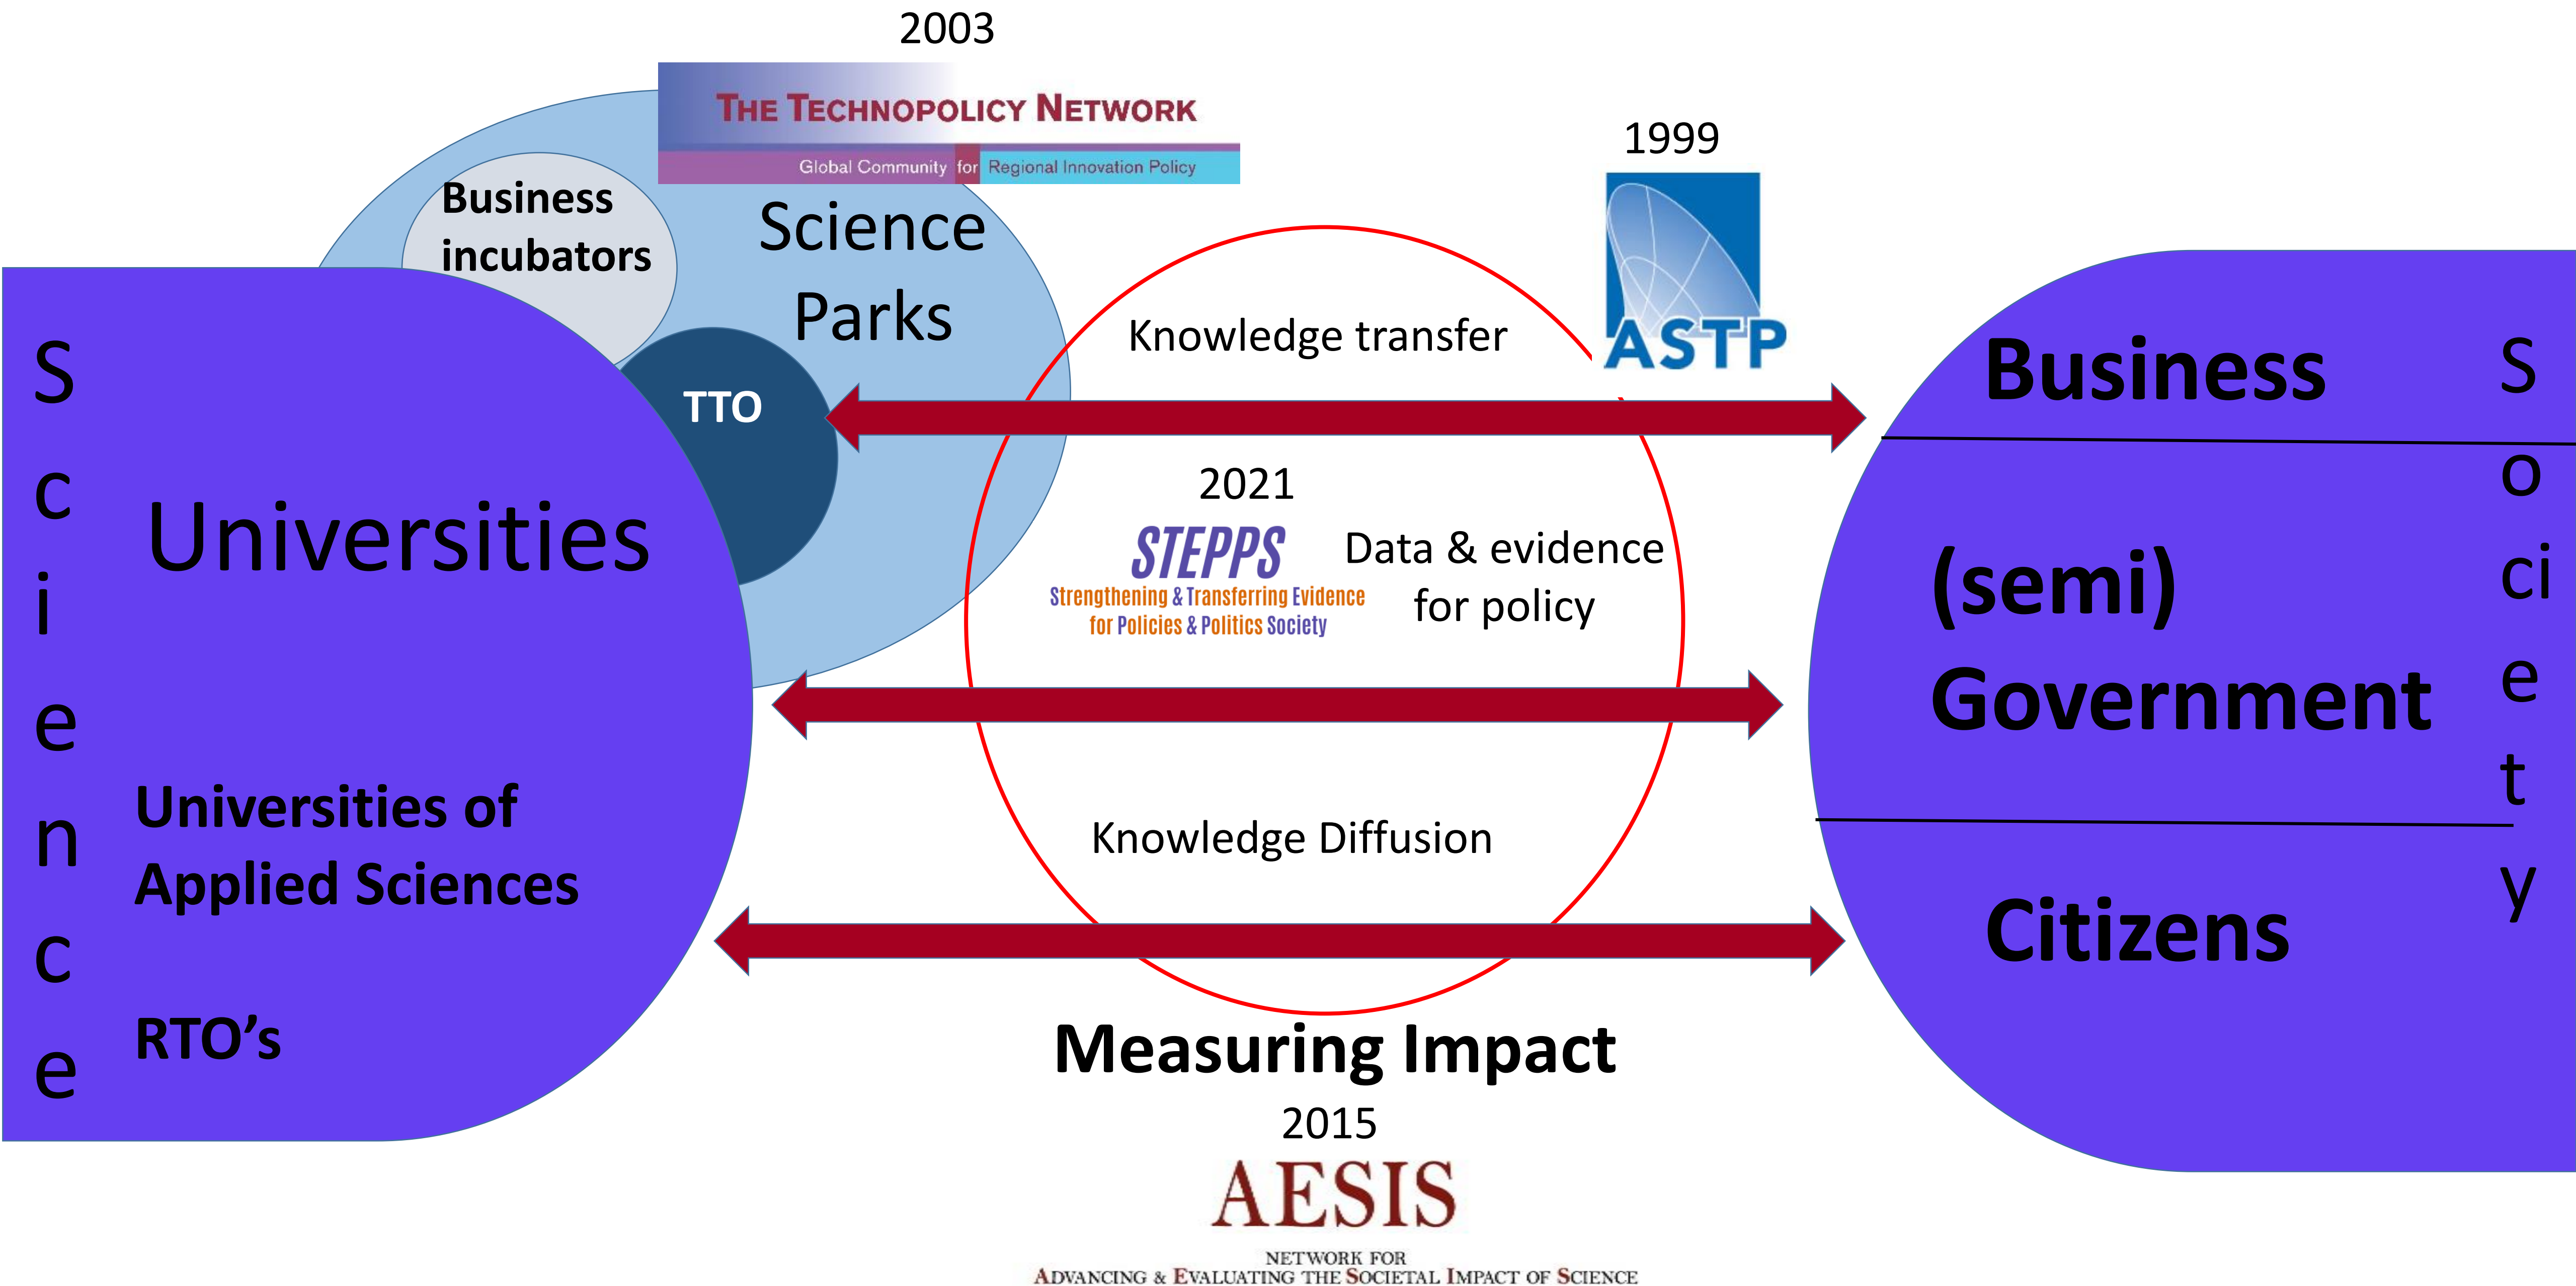 2003
THE TECHNOPOLICY NETWORK
Global Community for Regional Innovation Policy
1999
ASTP
Business
incubators
Science
Parks
TTO
Science
Universities
Universities of
Applied Sciences
RTO’s
Knowledge transfer
2021
STEPPS
Strengthening & Transferring Evidence
for Policies & Politics Society
Data & evidence
for policy
Knowledge Diffusion
Measuring Impact
2015
AESIS
NETWORK FOR
ADVANCING & EVALUATING THE SOCIETAL IMPACT OF SCIENCE
Business
(semi)
Government
Citizens
Society